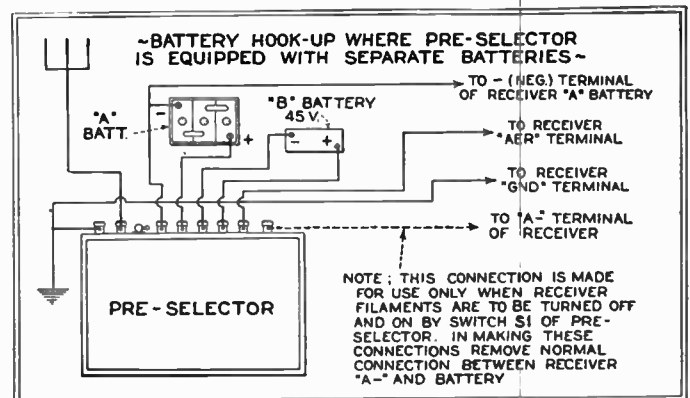 ~BATTERY HOOK-UP WHERE PRE-SELECTOR
IS EQUIPPED WITH SEPARATE BATTERIES~
TO - (NEG.) TERMINAL
OF RECEIVER "A" BATTERY
"A"
BATT.
-
+
"B" BATTERY
45 V.
-
+
TO RECEIVER
"AER" TERMINAL
TO RECEIVER
"GND" TERMINAL
TO "A-" TERMINAL
OF RECEIVER
PRE-SELECTOR
NOTE; THIS CONNECTION IS MADE
FOR USE ONLY WHEN RECEIVER
FILAMENTS ARE TO BE TURNED OFF
AND ON BY SWITCH S1 OF PRE-
SELECTOR. IN MAKING THESE
CONNECTIONS REMOVE NORMAL
CONNECTION BETWEEN RECEIVER
"A-" AND BATTERY